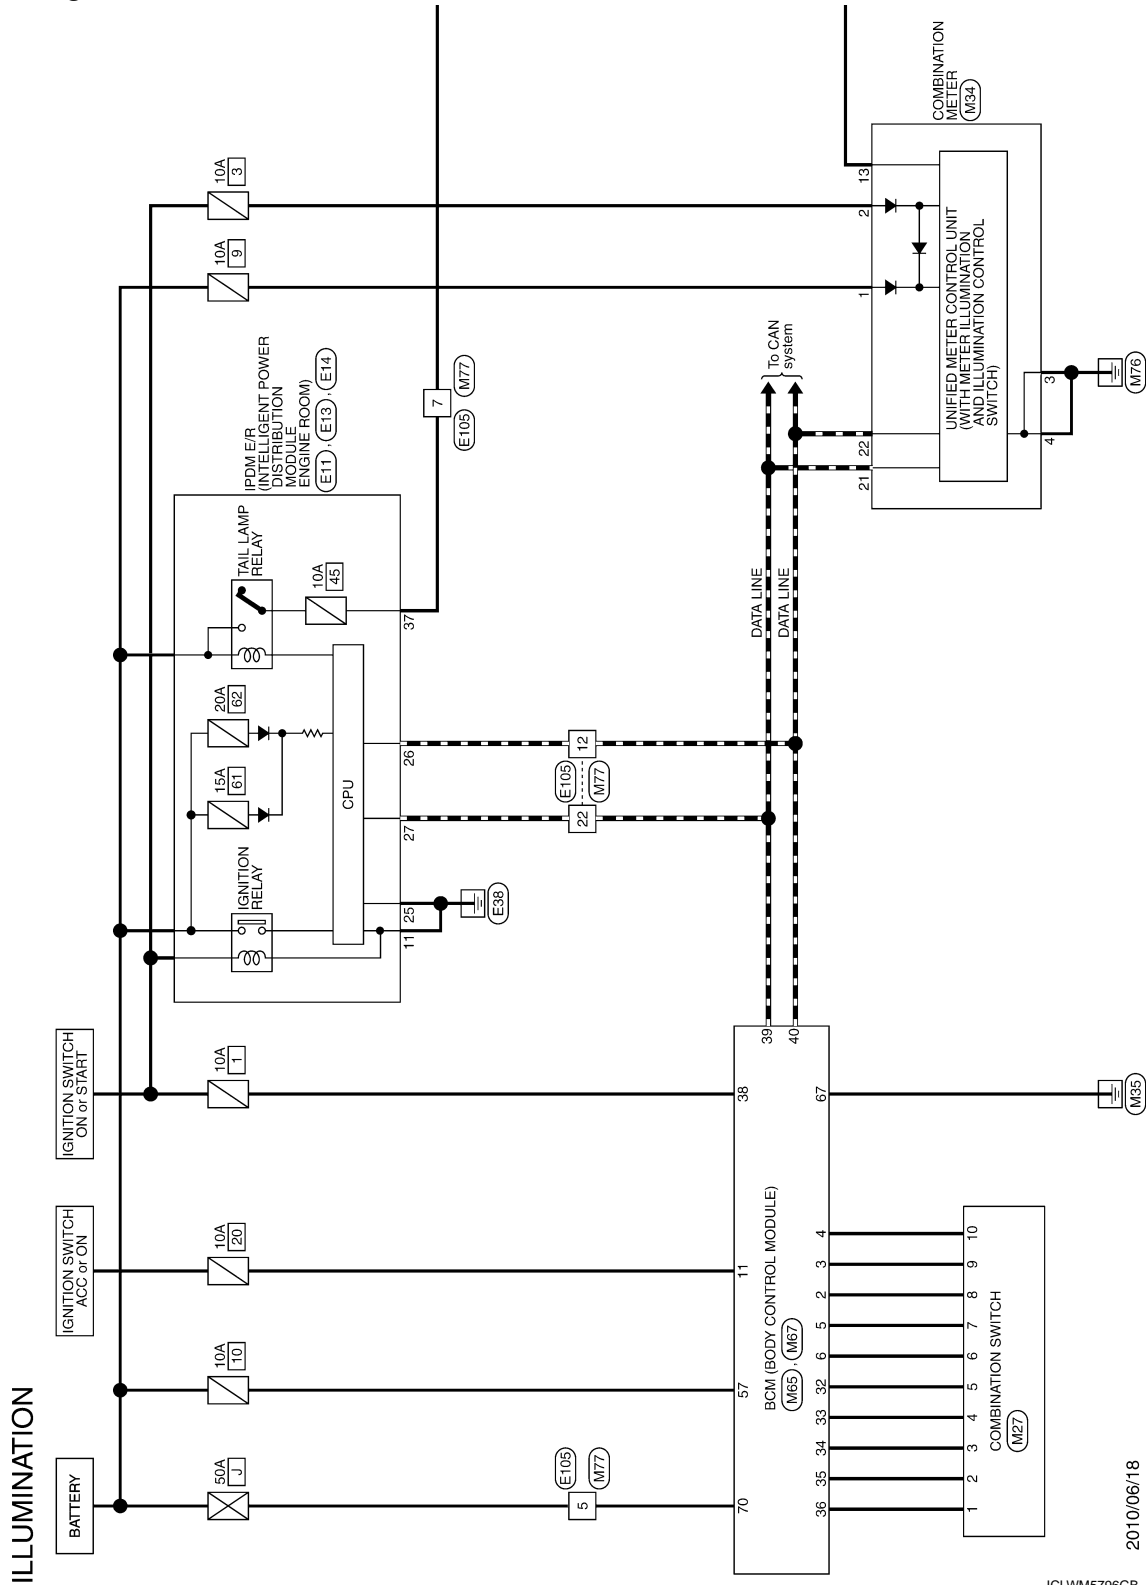 ILLUMINATION
BATTERY
IGNITION SWITCH
ACC or ON
IGNITION SWITCH
ON or START
50A
J
10A
10
10A
20
10A
1
10A
9
10A
3
IPDM E/R
(INTELLIGENT POWER
DISTRIBUTION
MODULE
ENGINE ROOM)
E11 , E13 , E14
IGNITION
RELAY
15A
61
20A
62
TAIL LAMP
RELAY
10A
45
CPU
11
25
27
26
37
E38
7
E105
M77
5
E105
M77
22
12
E105
M77
DATA LINE
DATA LINE
To CAN
system
70
57
11
38
39
40
BCM (BODY CONTROL MODULE)
M65 , M67
36
35
34
33
32
6
5
2
3
4
67
M35
1
2
3
4
5
6
7
8
9
10
COMBINATION SWITCH
M27
COMBINATION
METER
M34
21
22
1
2
13
UNIFIED METER CONTROL UNIT
(WITH METER ILLUMINATION
AND ILLUMINATION CONTROL
SWITCH)
4
3
M76
2010/06/18